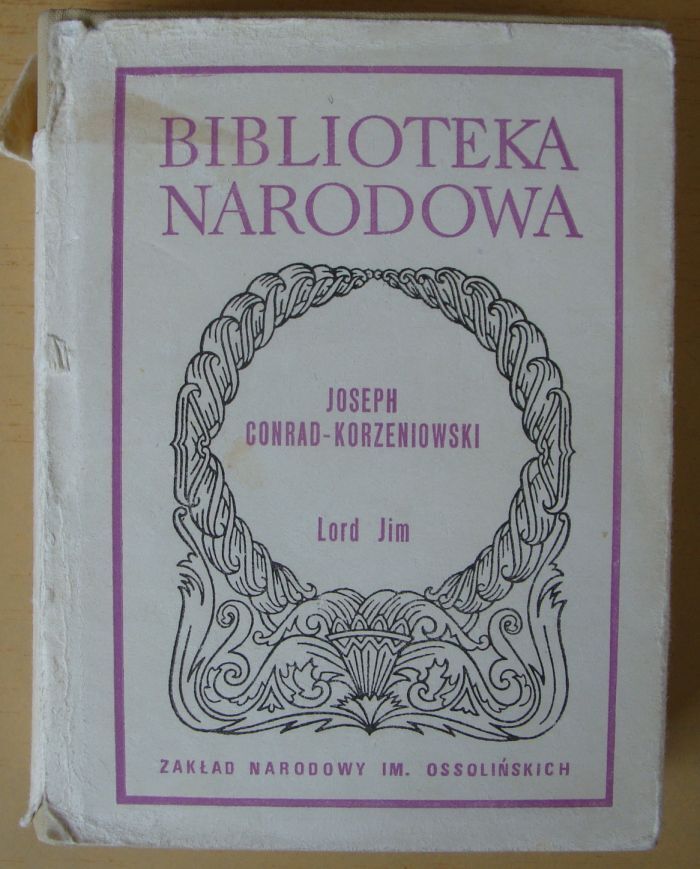 BIBLIOTEKA
NARODOWA
JOSEPH
CONRAD-KORZENIOWSKI
Lord Jim
ZAKŁAD NARODOWY IM. OSSOLIŃSKICH